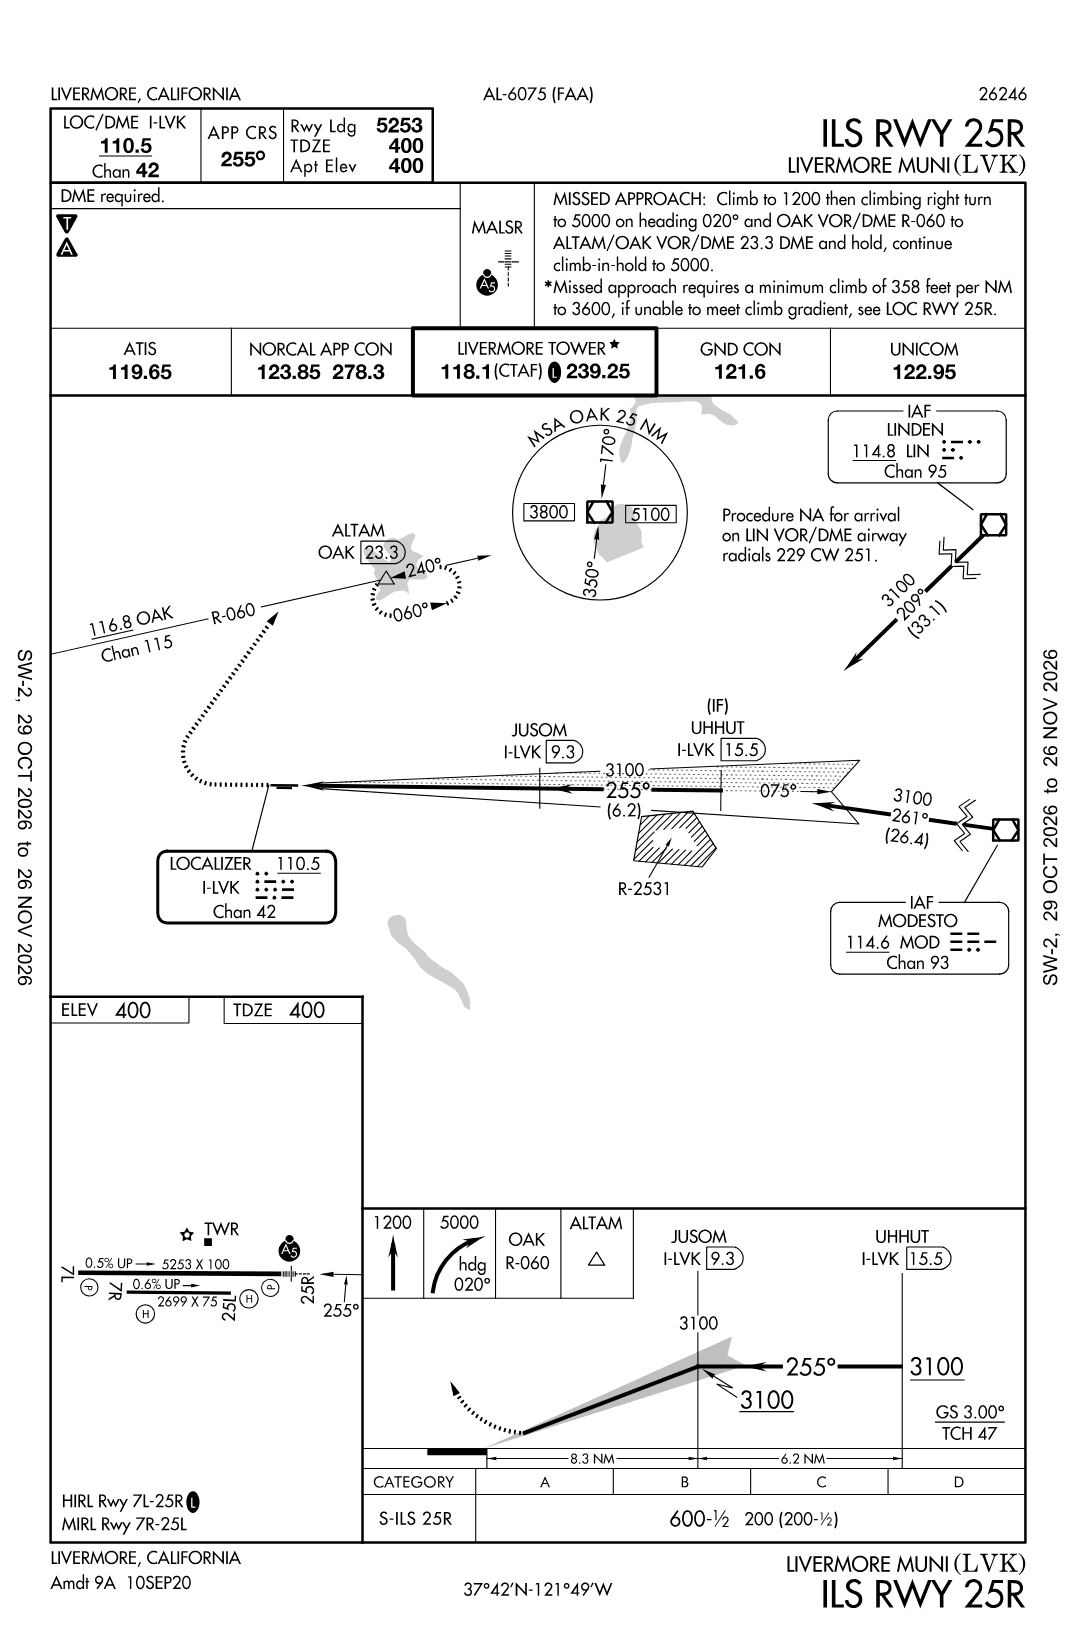 LIVERMORE, CALIFORNIA
AL-6075 (FAA)
26246
LOC/DME I-LVK
110.5
Chan 42
APP CRS
255°
Rwy Ldg 5253
TDZE 400
Apt Elev 400
ILS RWY 25R
LIVERMORE MUNI (LVK)
DME required.
T
A
MALSR
A5
MISSED APPROACH: Climb to 1200 then climbing right turn
to 5000 on heading 020° and OAK VOR/DME R-060 to
ALTAM/OAK VOR/DME 23.3 DME and hold, continue
climb-in-hold to 5000.
*Missed approach requires a minimum climb of 358 feet per NM
to 3600, if unable to meet climb gradient, see LOC RWY 25R.
ATIS
119.65
NORCAL APP CON
123.85 278.3
LIVERMORE TOWER★
118.1 (CTAF) L 239.25
GND CON
121.6
UNICOM
122.95
MSA OAK 25 NM
170°
3800
5100
350°
IAF
LINDEN
114.8 LIN
Chan 95
Procedure NA for arrival
on LIN VOR/DME airway
radials 229 CW 251.
3100
209°
(33.1)
ALTAM
OAK 23.3
240°
060°
116.8 OAK
R-060
Chan 115
(IF)
UHHUT
I-LVK 15.5
JUSOM
I-LVK 9.3
3100
255°
(6.2)
075°
3100
261°
(26.4)
R-2531
LOCALIZER 110.5
I-LVK
Chan 42
IAF
MODESTO
114.6 MOD
Chan 93
SW-2, 29 OCT 2026 to 26 NOV 2026
SW-2, 29 OCT 2026 to 26 NOV 2026
ELEV 400
TDZE 400
TWR
A5
0.5% UP
5253 X 100
7L
P
7R
0.6% UP
2699 X 75
25L
H
H
P
25R
255°
HIRL Rwy 7L-25R L
MIRL Rwy 7R-25L
1200
5000
hdg
020°
OAK
R-060
ALTAM
JUSOM
I-LVK 9.3
UHHUT
I-LVK 15.5
3100
255°
3100
3100
GS 3.00°
TCH 47
8.3 NM
6.2 NM
CATEGORY
A
B
C
D
S-ILS 25R
600-½ 200 (200-½)
LIVERMORE, CALIFORNIA
Amdt 9A 10SEP20
37°42'N-121°49'W
LIVERMORE MUNI (LVK)
ILS RWY 25R